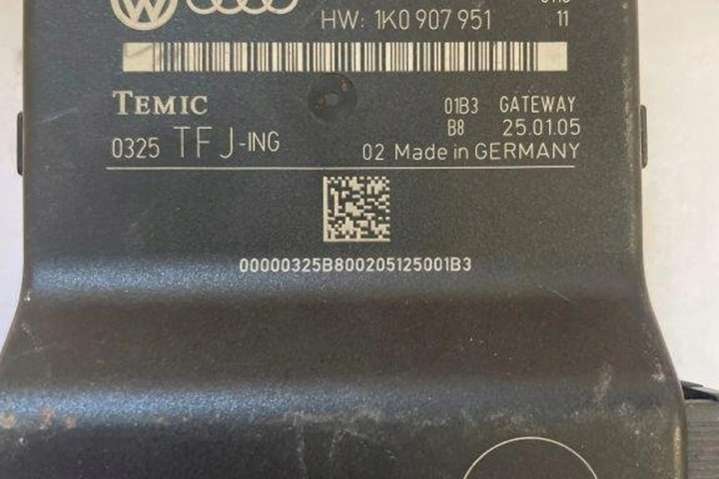 HW: 1K0 907 951 11
TEMIC 01B3 GATEWAY
B8 25.01.05
0325 TFJ-ING 02 Made in GERMANY
00000325B800205125001B3